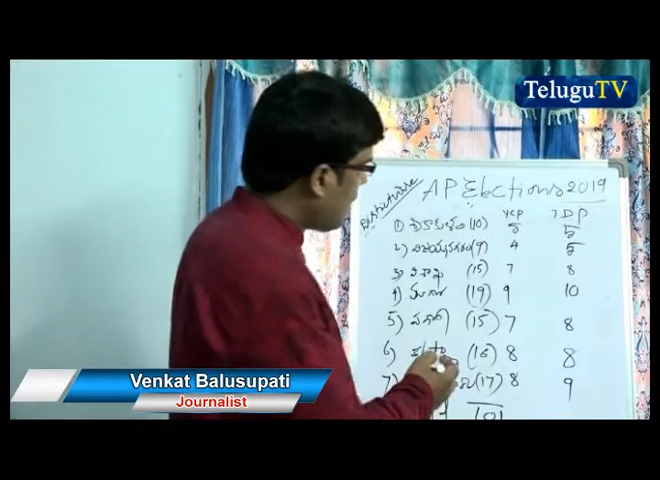 TeluguTV
AP Elections 2019
YCP TDP
1) శ్రీకాకుళం (10) 5 5
2) విజయనగరం (9) 4 5
3) విశాఖ (15) 7 8
4) తూ.గో (19) 9 10
5) ప.గో (15) 7 8
6) (16) 8 8
7) (17) 8 9
101
Venkat Balusupati
Journalist